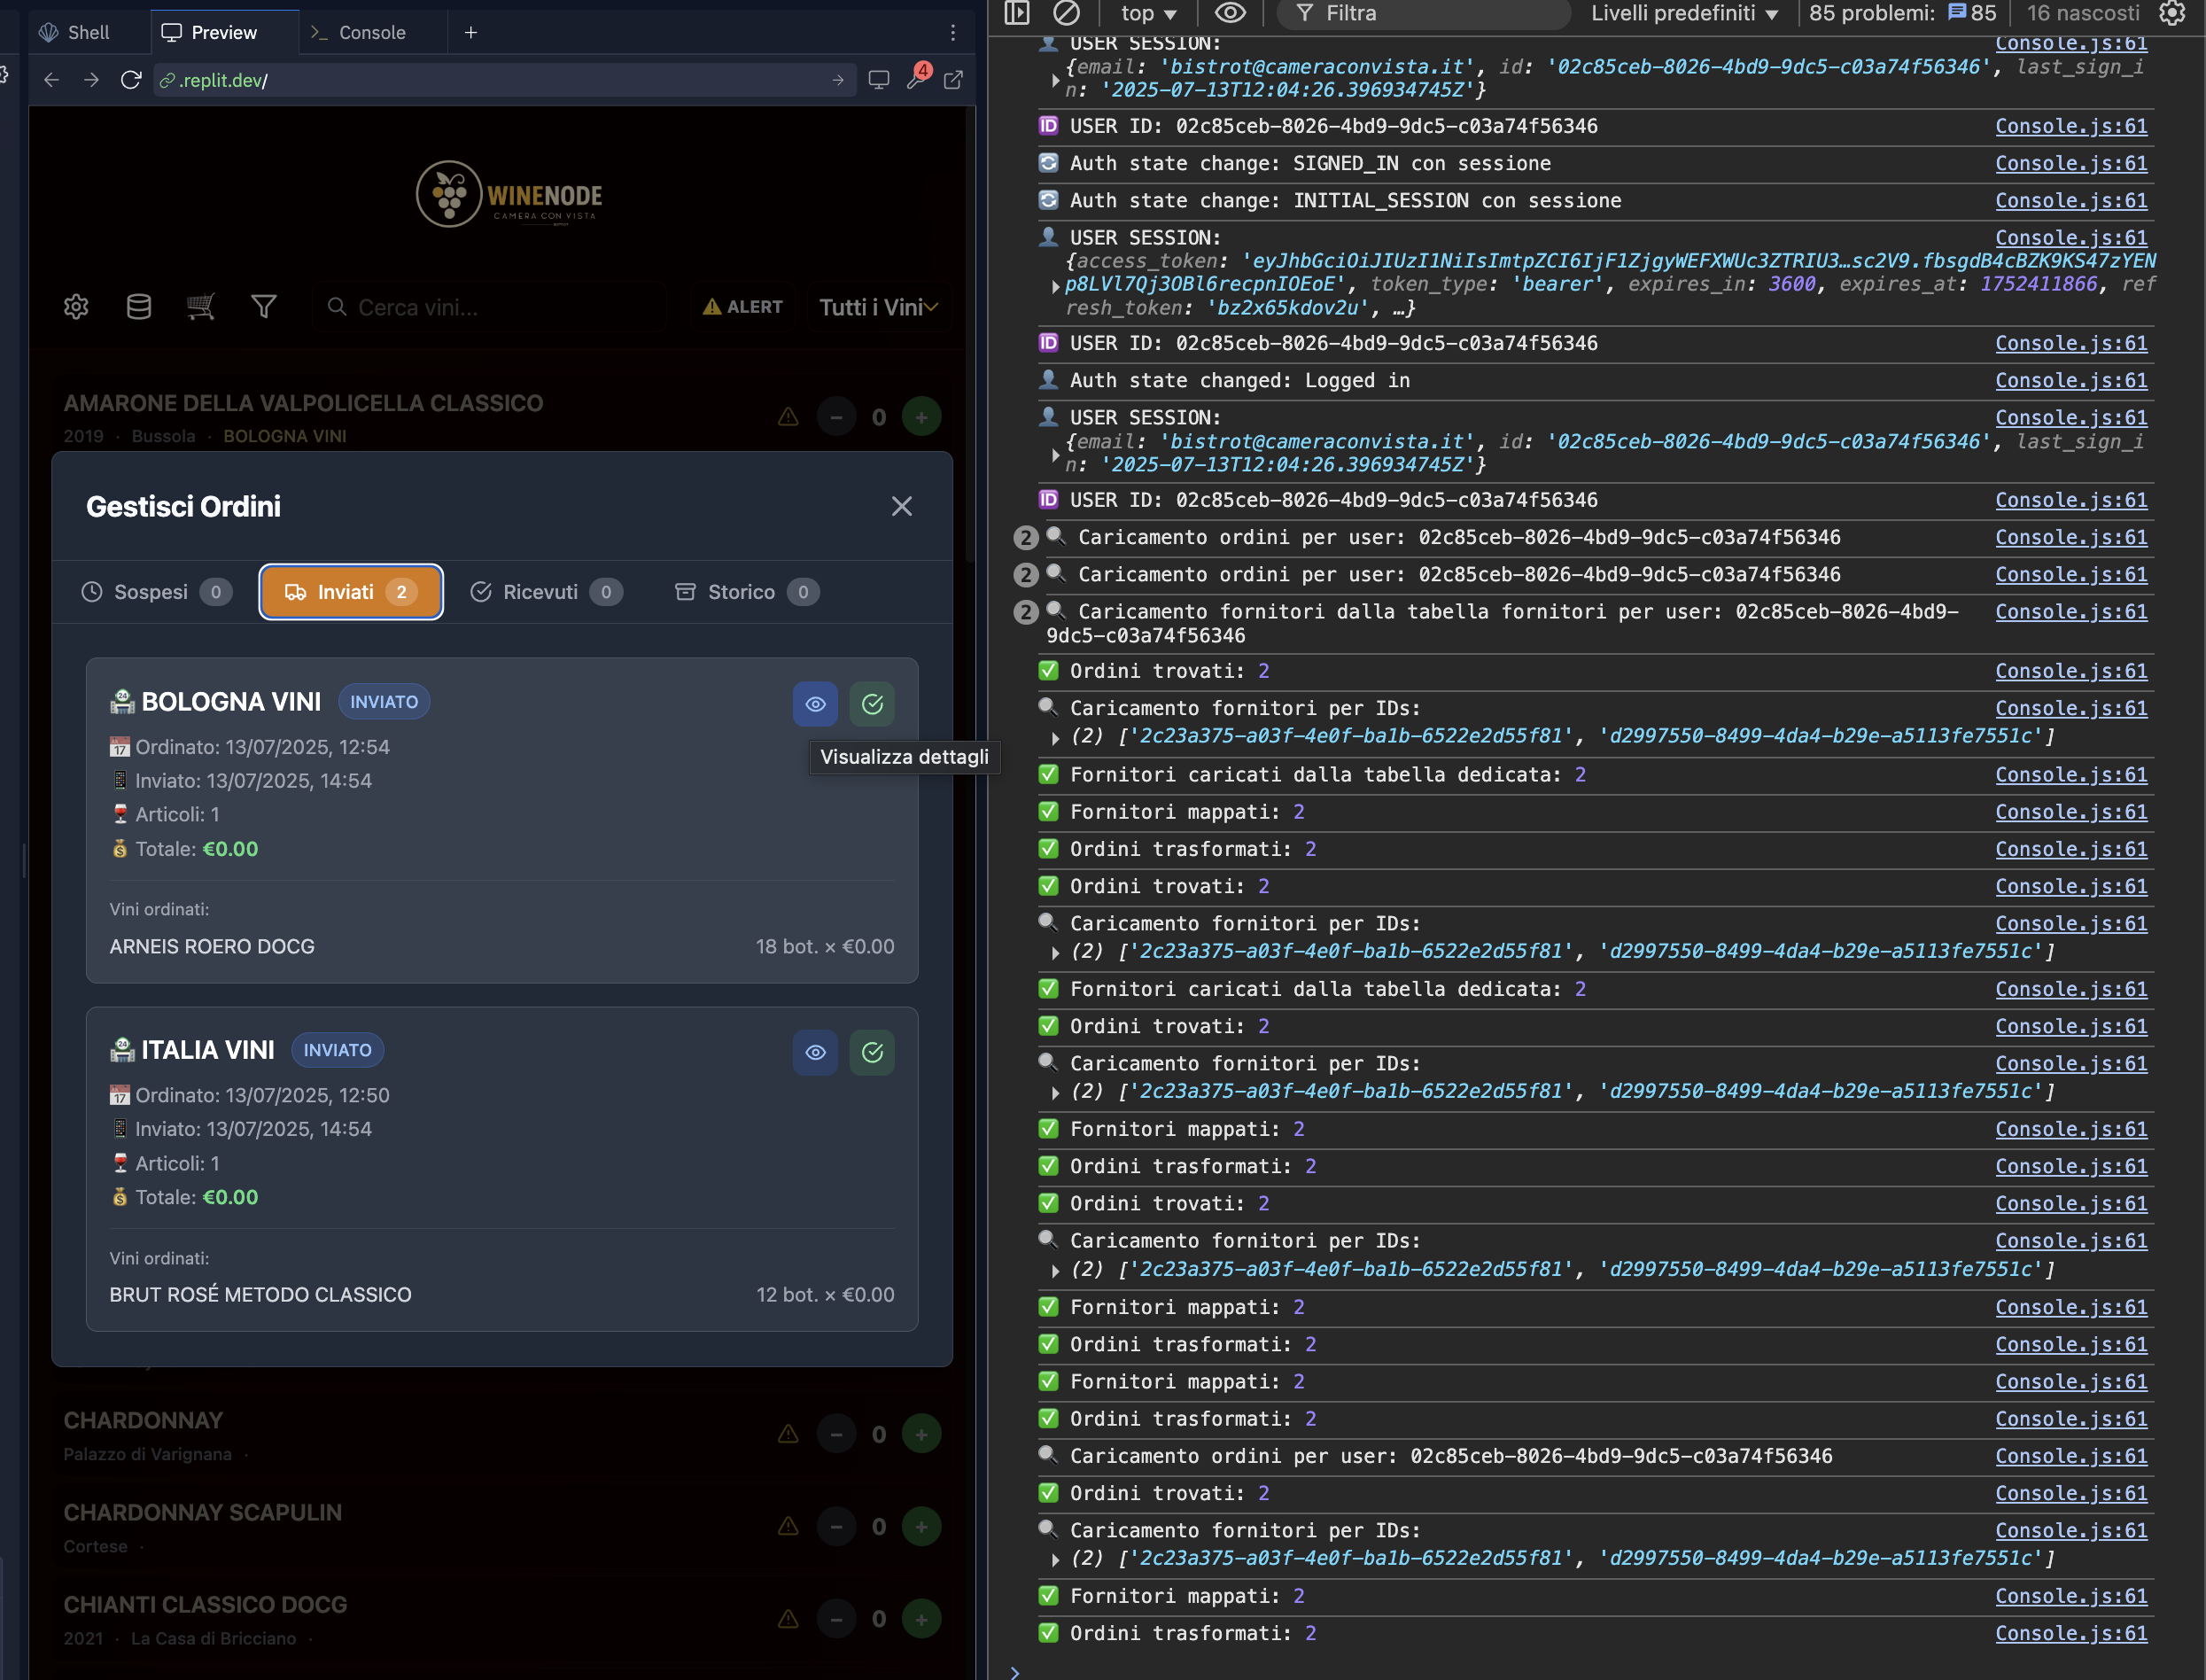 Shell
Preview
Console
.replit.dev/
4
WINENODE
CAMERA CON VISTA
Cerca vini...
ALERT
Tutti i Vini
AMARONE DELLA VALPOLICELLA CLASSICO
2019 · Bussola · BOLOGNA VINI
0
Gestisci Ordini
Sospesi 0
Inviati 2
Ricevuti 0
Storico 0
BOLOGNA VINI INVIATO
Ordinato: 13/07/2025, 12:54
Visualizza dettagli
Inviato: 13/07/2025, 14:54
Articoli: 1
Totale: €0.00
Vini ordinati:
ARNEIS ROERO DOCG 18 bot. × €0.00
ITALIA VINI INVIATO
Ordinato: 13/07/2025, 12:50
Inviato: 13/07/2025, 14:54
Articoli: 1
Totale: €0.00
Vini ordinati:
BRUT ROSÉ METODO CLASSICO 12 bot. × €0.00
CHARDONNAY
Palazzo di Varignana ·
0
CHARDONNAY SCAPULIN
Cortese ·
0
CHIANTI CLASSICO DOCG
2021 · La Casa di Bricciano ·
0
top Filtra Livelli predefiniti 85 problemi: 85 16 nascosti
USER SESSION: Console.js:61
{email: 'bistrot@cameraconvista.it', id: '02c85ceb-8026-4bd9-9dc5-c03a74f56346', last_sign_i
n: '2025-07-13T12:04:26.396934745Z'}
USER ID: 02c85ceb-8026-4bd9-9dc5-c03a74f56346 Console.js:61
Auth state change: SIGNED_IN con sessione Console.js:61
Auth state change: INITIAL_SESSION con sessione Console.js:61
USER SESSION: Console.js:61
{access_token: 'eyJhbGciOiJIUzI1NiIsImtpZCI6IjF1ZjgyWEFXWUc3ZTRIU3…sc2V9.fbsgdB4cBZK9KS47zYEN
p8LVl7Qj3OBl6recpnIOEoE', token_type: 'bearer', expires_in: 3600, expires_at: 1752411866, ref
resh_token: 'bz2x65kdov2u', …}
USER ID: 02c85ceb-8026-4bd9-9dc5-c03a74f56346 Console.js:61
Auth state changed: Logged in Console.js:61
USER SESSION: Console.js:61
{email: 'bistrot@cameraconvista.it', id: '02c85ceb-8026-4bd9-9dc5-c03a74f56346', last_sign_i
n: '2025-07-13T12:04:26.396934745Z'}
USER ID: 02c85ceb-8026-4bd9-9dc5-c03a74f56346 Console.js:61
2 Caricamento ordini per user: 02c85ceb-8026-4bd9-9dc5-c03a74f56346 Console.js:61
2 Caricamento ordini per user: 02c85ceb-8026-4bd9-9dc5-c03a74f56346 Console.js:61
2 Caricamento fornitori dalla tabella fornitori per user: 02c85ceb-8026-4bd9- Console.js:61
9dc5-c03a74f56346
Ordini trovati: 2 Console.js:61
Caricamento fornitori per IDs: Console.js:61
(2) ['2c23a375-a03f-4e0f-ba1b-6522e2d55f81', 'd2997550-8499-4da4-b29e-a5113fe7551c']
Fornitori caricati dalla tabella dedicata: 2 Console.js:61
Fornitori mappati: 2 Console.js:61
Ordini trasformati: 2 Console.js:61
Ordini trovati: 2 Console.js:61
Caricamento fornitori per IDs: Console.js:61
(2) ['2c23a375-a03f-4e0f-ba1b-6522e2d55f81', 'd2997550-8499-4da4-b29e-a5113fe7551c']
Fornitori caricati dalla tabella dedicata: 2 Console.js:61
Ordini trovati: 2 Console.js:61
Caricamento fornitori per IDs: Console.js:61
(2) ['2c23a375-a03f-4e0f-ba1b-6522e2d55f81', 'd2997550-8499-4da4-b29e-a5113fe7551c']
Fornitori mappati: 2 Console.js:61
Ordini trasformati: 2 Console.js:61
Ordini trovati: 2 Console.js:61
Caricamento fornitori per IDs: Console.js:61
(2) ['2c23a375-a03f-4e0f-ba1b-6522e2d55f81', 'd2997550-8499-4da4-b29e-a5113fe7551c']
Fornitori mappati: 2 Console.js:61
Ordini trasformati: 2 Console.js:61
Fornitori mappati: 2 Console.js:61
Ordini trasformati: 2 Console.js:61
Caricamento ordini per user: 02c85ceb-8026-4bd9-9dc5-c03a74f56346 Console.js:61
Ordini trovati: 2 Console.js:61
Caricamento fornitori per IDs: Console.js:61
(2) ['2c23a375-a03f-4e0f-ba1b-6522e2d55f81', 'd2997550-8499-4da4-b29e-a5113fe7551c']
Fornitori mappati: 2 Console.js:61
Ordini trasformati: 2 Console.js:61